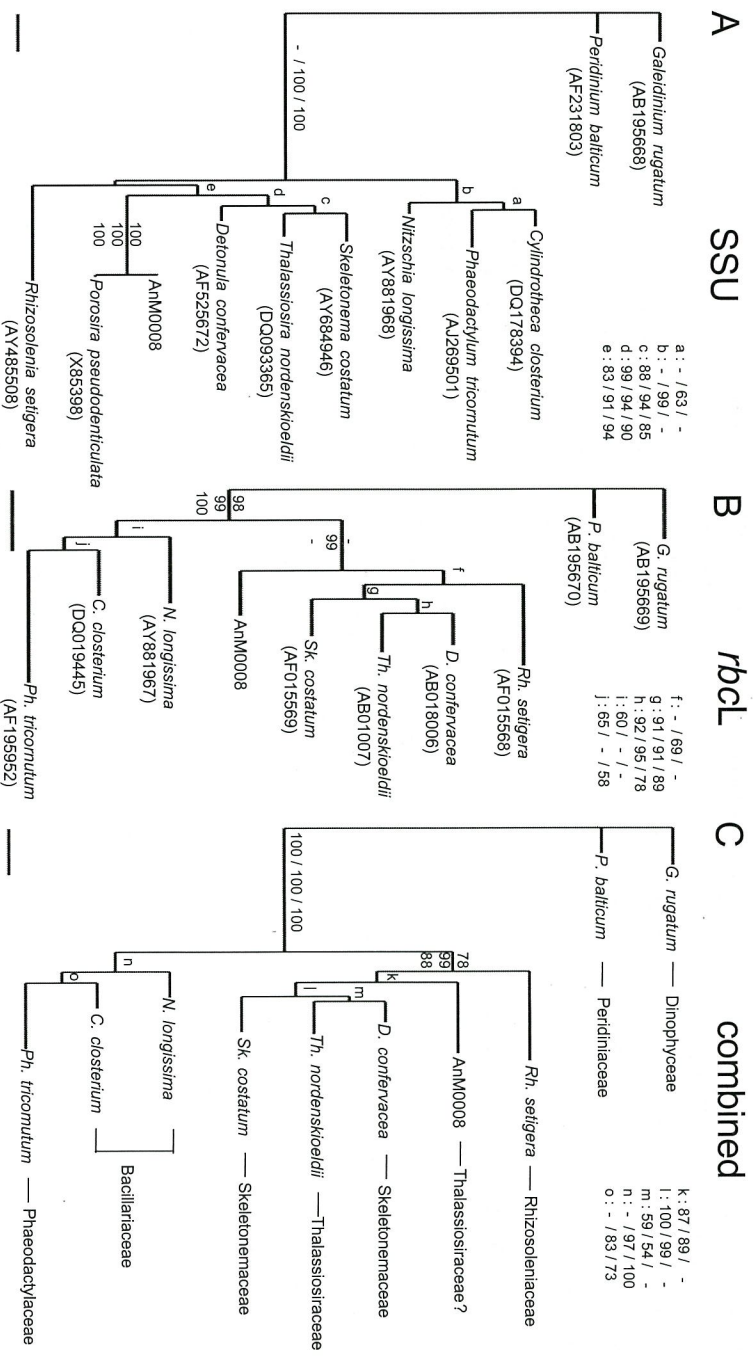 A
SSU
Galeidinium rugatum
(AB195668)
Peridinium balticum
(AF231803)
- / 100 / 100
Cylindrotheca closterium
(DQ178394)
Phaeodactylum tricornutum
(AJ269501)
Nitzschia longissima
(AY881968)
Skeletonema costatum
(AY684946)
Thalassiosira nordenskioeldii
(DQ093365)
Detonula confervacea
(AF525672)
AnM0008
Porosira pseudodenticulata
(X85398)
Rhizosolenia setigera
(AY485508)
a
b
c
d
e
100
100
100
a : - / 63 / -
b : - / 99 / -
c : 88 / 94 / 85
d : 99 / 94 / 90
e : 83 / 91 / 94
B
rbcL
G. rugatum
(AB195669)
P. balticum
(AB195670)
98
99
100
-
99
-
Rh. setigera
(AF015568)
D. confervacea
(AB018006)
Th. nordenskioeldii
(AB01007)
Sk. costatum
(AF015569)
AnM0008
N. longissima
(AY881967)
C. closterium
(DQ019445)
Ph. tricornutum
(AF195952)
f
g
h
i
j
f : - / 69 / -
g : 91 / 91 / 89
h : 92 / 95 / 78
i : 60 / - / -
j : 65 / - / 58
C
combined
G. rugatum — Dinophyceae
P. balticum — Peridiniaceae
100 / 100 / 100
78
99
88
Rh. setigera — Rhizosoleniaceae
AnM0008 — Thalassiosiraceae?
D. confervacea — Skeletonemaceae
Th. nordenskioeldii — Thalassiosiraceae
Sk. costatum — Skeletonemaceae
N. longissima
C. closterium
Bacillariaceae
Ph. tricornutum — Phaeodactylaceae
k
l
m
n
o
k : 87 / 89 / -
l : 100 / 99 / -
m : 59 / 54 / -
n : - / 97 / 100
o : - / 83 / 73